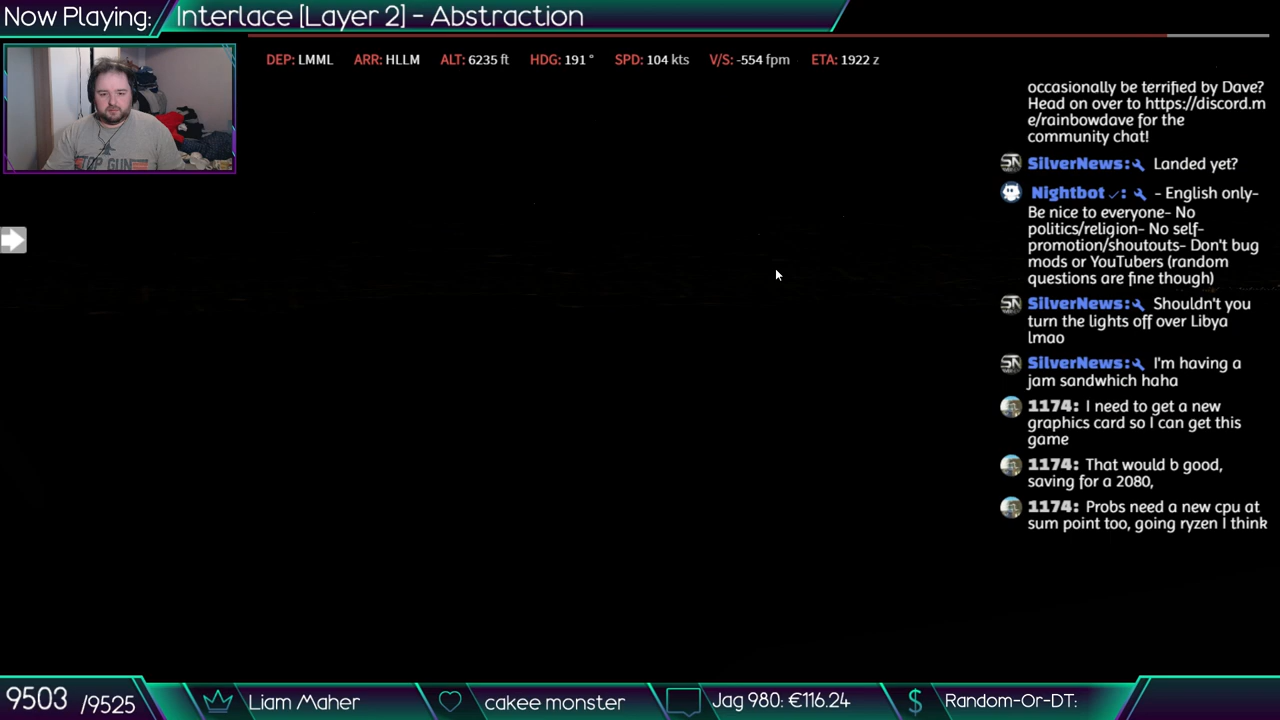 Now Playing: Interlace [Layer 2] - Abstraction
DEP: LMML ARR: HLLM ALT: 6235 ft HDG: 191 ° SPD: 104 kts V/S: -554 fpm ETA: 1922 z
TOP GUN
occasionally be terrified by Dave?
Head on over to https://discord.m
e/rainbowdave for the
community chat!
SN SilverNews: Landed yet?
Nightbot : - English only-
Be nice to everyone- No
politics/religion- No self-
promotion/shoutouts- Don't bug
mods or YouTubers (random
questions are fine though)
SN SilverNews: Shouldn't you
turn the lights off over Libya
lmao
SN SilverNews: I'm having a
jam sandwhich haha
1174: I need to get a new
graphics card so I can get this
game
1174: That would b good,
saving for a 2080,
1174: Probs need a new cpu at
sum point too, going ryzen I think
9503 /9525 Liam Maher cakee monster Jag 980: €116.24 $ Random-Or-DT: